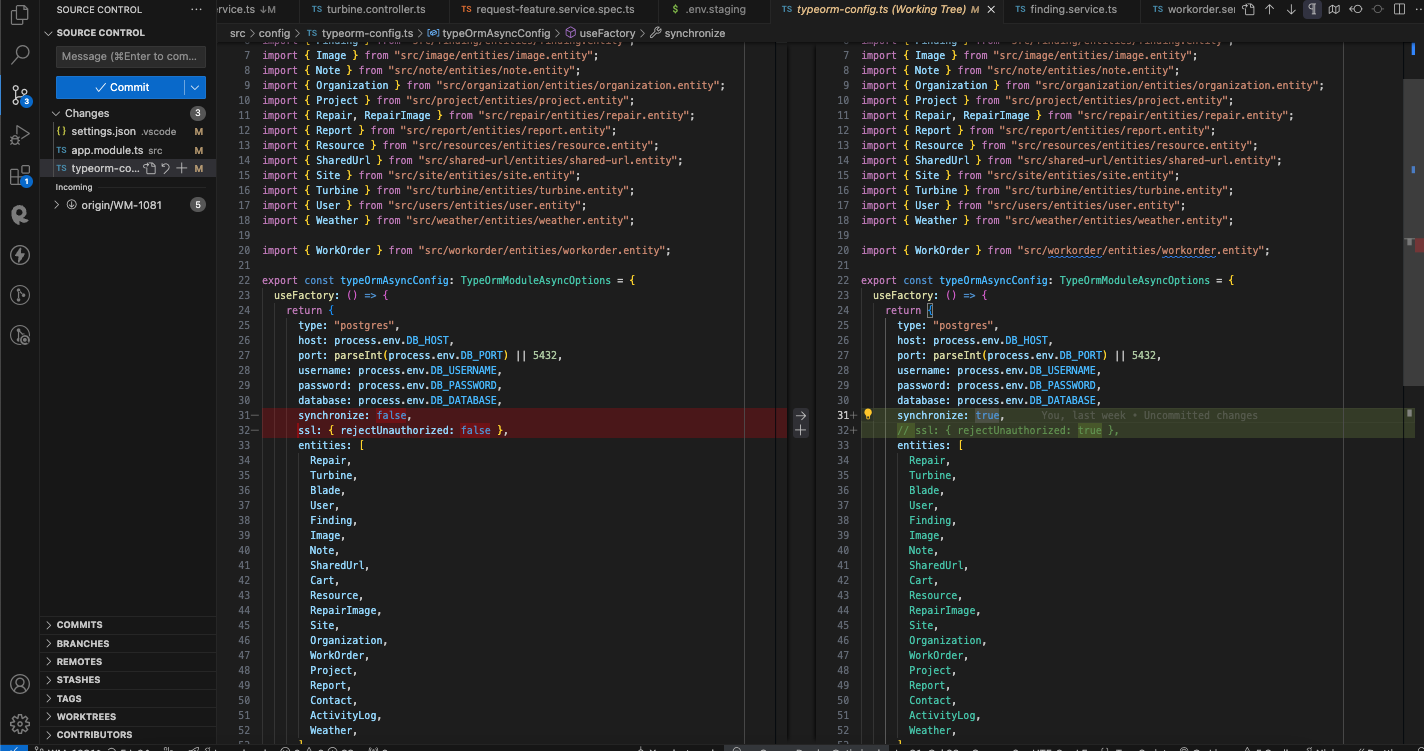 SOURCE CONTROL ···
SOURCE CONTROL
Message (⌘Enter to com...
Commit
Changes 3
settings.json .vscode M
app.module.ts src M
typeorm-co... M
Incoming
origin/WM-1081 5
COMMITS
BRANCHES
REMOTES
STASHES
TAGS
WORKTREES
CONTRIBUTORS
3
1
rvice.ts ↓M
TS turbine.controller.ts
TS request-feature.service.spec.ts
$ .env.staging
TS typeorm-config.ts (Working Tree) M
TS finding.service.ts
TS workorder.ser
src > config > TS typeorm-config.ts > typeOrmAsyncConfig > useFactory > synchronize
7 import { Image } from "src/image/entities/image.entity";
8 import { Note } from "src/note/entities/note.entity";
9 import { Organization } from "src/organization/entities/organization.entity";
10 import { Project } from "src/project/entities/project.entity";
11 import { Repair, RepairImage } from "src/repair/entities/repair.entity";
12 import { Report } from "src/report/entities/report.entity";
13 import { Resource } from "src/resources/entities/resource.entity";
14 import { SharedUrl } from "src/shared-url/entities/shared-url.entity";
15 import { Site } from "src/site/entities/site.entity";
16 import { Turbine } from "src/turbine/entities/turbine.entity";
17 import { User } from "src/users/entities/user.entity";
18 import { Weather } from "src/weather/entities/weather.entity";
19
20 import { WorkOrder } from "src/workorder/entities/workorder.entity";
21
22 export const typeOrmAsyncConfig: TypeOrmModuleAsyncOptions = {
23 useFactory: () => {
24 return {
25 type: "postgres",
26 host: process.env.DB_HOST,
27 port: parseInt(process.env.DB_PORT) || 5432,
28 username: process.env.DB_USERNAME,
29 password: process.env.DB_PASSWORD,
30 database: process.env.DB_DATABASE,
31− synchronize: false,
32− ssl: { rejectUnauthorized: false },
33 entities: [
34 Repair,
35 Turbine,
36 Blade,
37 User,
38 Finding,
39 Image,
40 Note,
41 SharedUrl,
42 Cart,
43 Resource,
44 RepairImage,
45 Site,
46 Organization,
47 WorkOrder,
48 Project,
49 Report,
50 Contact,
51 ActivityLog,
52 Weather,
7 import { Image } from "src/image/entities/image.entity";
8 import { Note } from "src/note/entities/note.entity";
9 import { Organization } from "src/organization/entities/organization.entity";
10 import { Project } from "src/project/entities/project.entity";
11 import { Repair, RepairImage } from "src/repair/entities/repair.entity";
12 import { Report } from "src/report/entities/report.entity";
13 import { Resource } from "src/resources/entities/resource.entity";
14 import { SharedUrl } from "src/shared-url/entities/shared-url.entity";
15 import { Site } from "src/site/entities/site.entity";
16 import { Turbine } from "src/turbine/entities/turbine.entity";
17 import { User } from "src/users/entities/user.entity";
18 import { Weather } from "src/weather/entities/weather.entity";
19
20 import { WorkOrder } from "src/workorder/entities/workorder.entity";
21
22 export const typeOrmAsyncConfig: TypeOrmModuleAsyncOptions = {
23 useFactory: () => {
24 return {
25 type: "postgres",
26 host: process.env.DB_HOST,
27 port: parseInt(process.env.DB_PORT) || 5432,
28 username: process.env.DB_USERNAME,
29 password: process.env.DB_PASSWORD,
30 database: process.env.DB_DATABASE,
31+ synchronize: true, You, last week • Uncommitted changes
32+ // ssl: { rejectUnauthorized: true },
33 entities: [
34 Repair,
35 Turbine,
36 Blade,
37 User,
38 Finding,
39 Image,
40 Note,
41 SharedUrl,
42 Cart,
43 Resource,
44 RepairImage,
45 Site,
46 Organization,
47 WorkOrder,
48 Project,
49 Report,
50 Contact,
51 ActivityLog,
52 Weather,